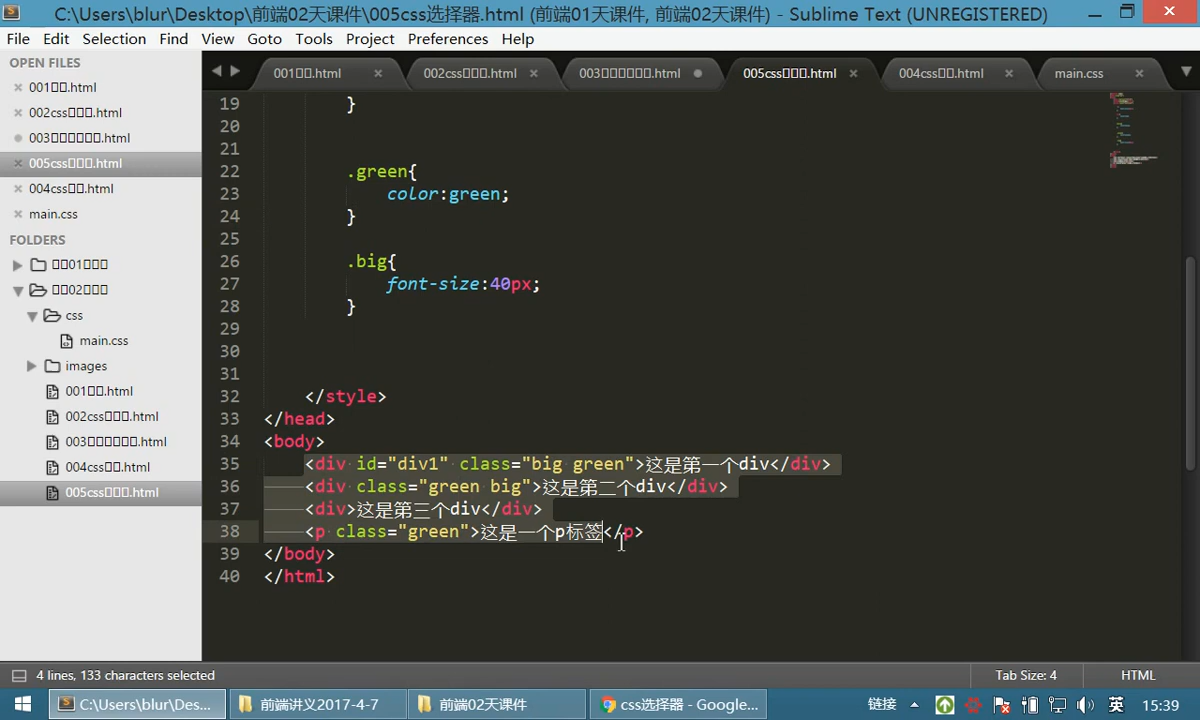 C:\Users\blur\Desktop\前端02天课件\005css选择器.html (前端01天课件, 前端02天课件) - Sublime Text (UNREGISTERED)
File Edit Selection Find View Goto Tools Project Preferences Help
OPEN FILES
001□□.html
002css□□□.html
003□□□□□□.html
005css□□□.html
004css□□.html
main.css
FOLDERS
□□01□□□
□□02□□□
css
main.css
images
001□□.html
002css□□□.html
003□□□□□□.html
004css□□.html
005css□□□.html
001□□.html 002css□□□.html 003□□□□□□.html 005css□□□.html 004css□□.html main.css
19 }
20
21
22 .green{
23 color:green;
24 }
25
26 .big{
27 font-size:40px;
28 }
29
30
31
32 </style>
33 </head>
34 <body>
35 <div id="div1" class="big green">这是第一个div</div>
36 <div class="green big">这是第二个div</div>
37 <div>这是第三个div</div>
38 <p class="green">这是一个p标签</p>
39 </body>
40 </html>
4 lines, 133 characters selected Tab Size: 4 HTML
C:\Users\blur\Des... 前端讲义2017-4-7 前端02天课件 css选择器 - Google... 链接 英 15:39